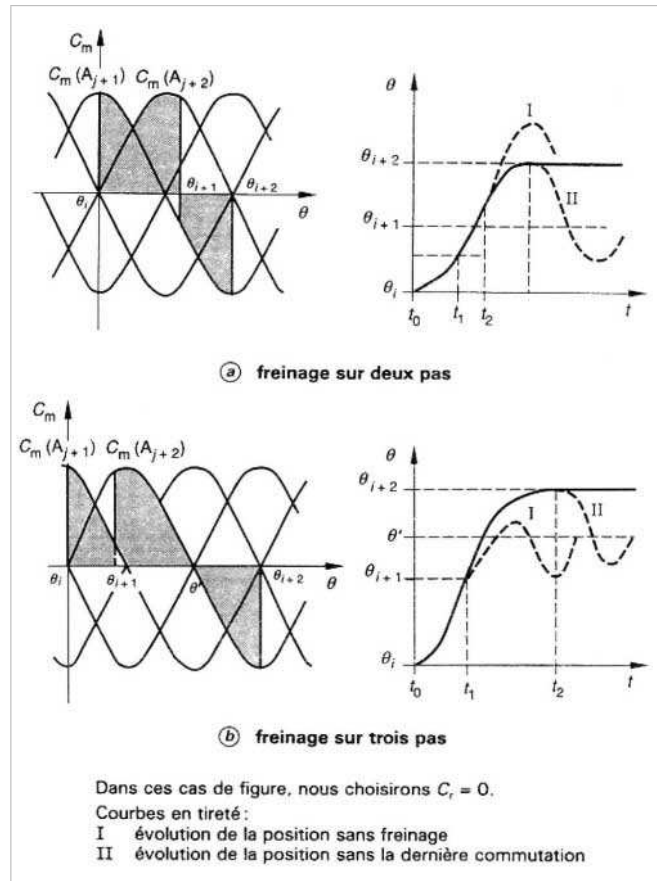 C_m
C_m(A_{j+1}) C_m(A_{j+2})
θ_i θ_{i+1} θ_{i+2}
θ
θ
I
θ_{i+2}
II
θ_{i+1}
θ_i
t_0 t_1 t_2 t
ⓐ freinage sur deux pas
C_m
C_m(A_{j+1}) C_m(A_{j+2})
θ_i θ_{i+1} θ' θ_{i+2}
θ
θ
θ_{i+2}
II
I
θ'
θ_{i+1}
θ_i
t_0 t_1 t_2 t
ⓑ freinage sur trois pas
Dans ces cas de figure, nous choisirons C_r = 0.
Courbes en tireté :
I évolution de la position sans freinage
II évolution de la position sans la dernière commutation